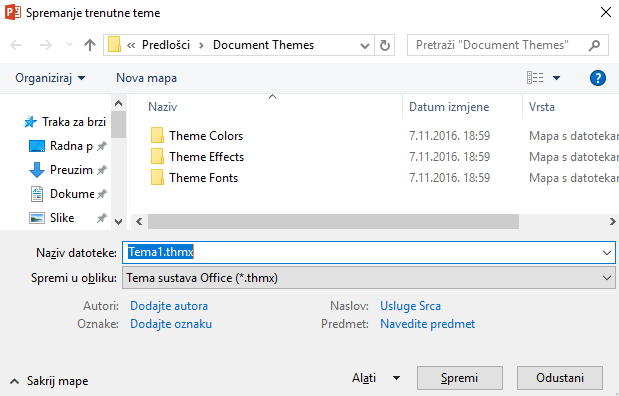 Spremanje trenutne teme
« Predlošci › Document Themes
Pretraži "Document Themes"
Organiziraj
Nova mapa
Naziv Datum izmjene Vrsta
Traka za brzi
Radna p
Preuzim
Dokume
Slike
Theme Colors 7.11.2016. 18:59 Mapa s datotekan
Theme Effects 7.11.2016. 18:59 Mapa s datotekan
Theme Fonts 7.11.2016. 18:59 Mapa s datotekan
Naziv datoteke: Tema1.thmx
Spremi u obliku: Tema sustava Office (*.thmx)
Autori: Dodajte autora Naslov: Usluge Srca
Oznake: Dodajte oznaku Predmet: Navedite predmet
Sakrij mape Alati Spremi Odustani